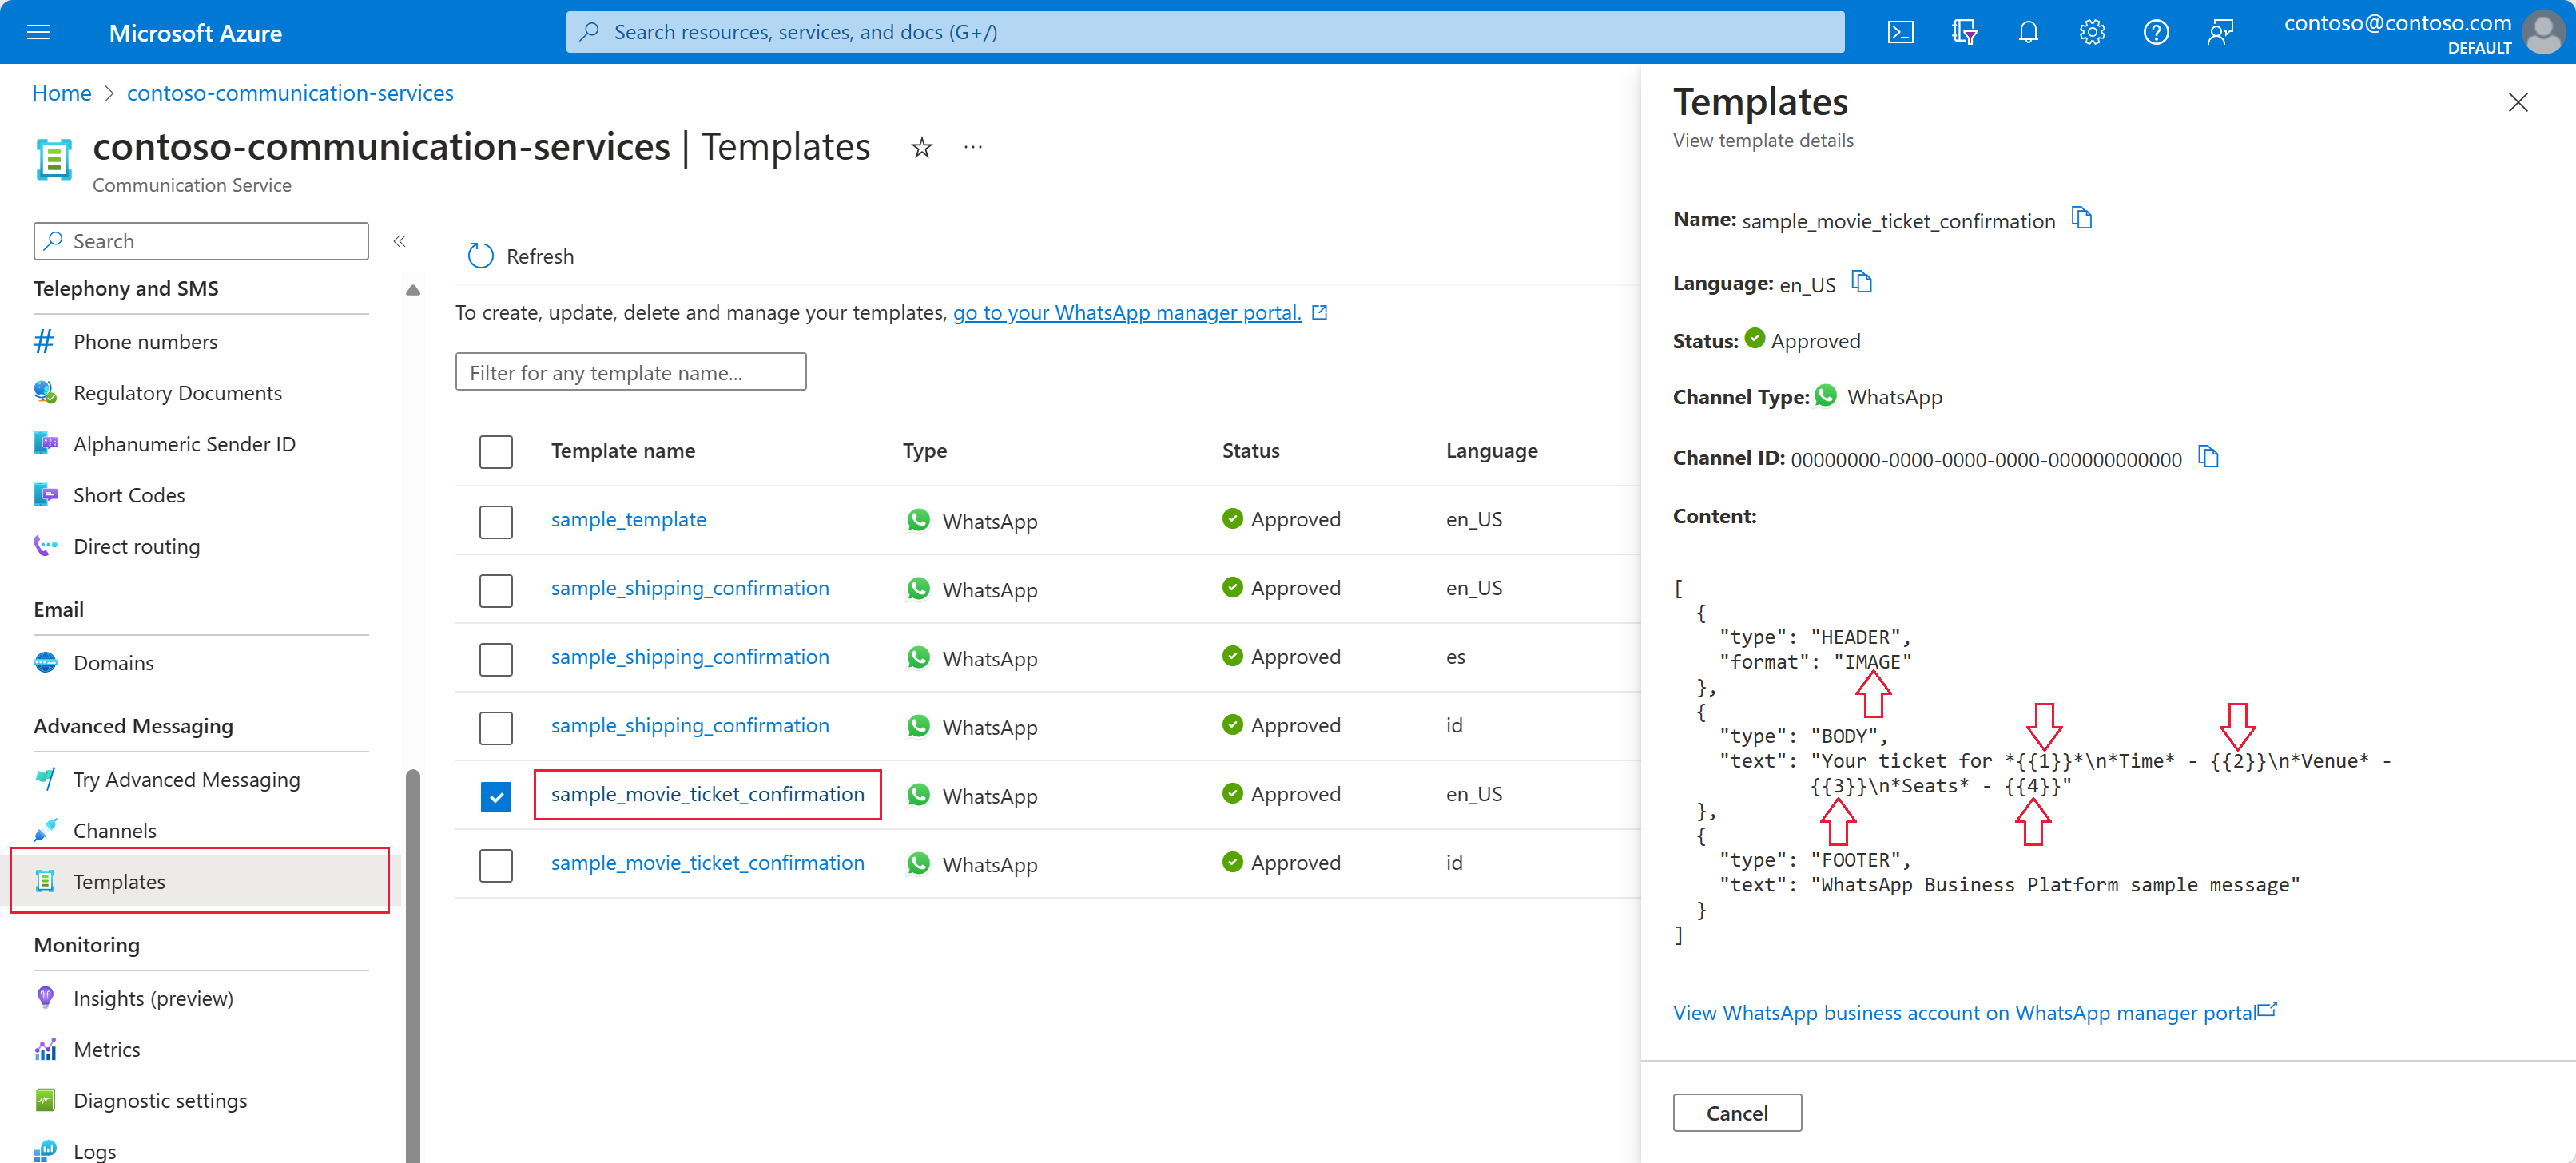 Microsoft Azure
Search resources, services, and docs (G+/)
contoso@contoso.com
DEFAULT
Home > contoso-communication-services
contoso-communication-services | Templates
Communication Service
Search
Telephony and SMS
Phone numbers
Regulatory Documents
Alphanumeric Sender ID
Short Codes
Direct routing
Email
Domains
Advanced Messaging
Try Advanced Messaging
Channels
Templates
Monitoring
Insights (preview)
Metrics
Diagnostic settings
Logs
Refresh
To create, update, delete and manage your templates, go to your WhatsApp manager portal.
Filter for any template name...
Template name Type Status Language
sample_template WhatsApp Approved en_US
sample_shipping_confirmation WhatsApp Approved en_US
sample_shipping_confirmation WhatsApp Approved es
sample_shipping_confirmation WhatsApp Approved id
sample_movie_ticket_confirmation WhatsApp Approved en_US
sample_movie_ticket_confirmation WhatsApp Approved id
Templates
View template details
Name: sample_movie_ticket_confirmation
Language: en_US
Status: Approved
Channel Type: WhatsApp
Channel ID: 00000000-0000-0000-0000-000000000000
Content:
[
{
"type": "HEADER",
"format": "IMAGE"
},
{
"type": "BODY",
"text": "Your ticket for *{{1}}*\n*Time* - {{2}}\n*Venue* -
{{3}}\n*Seats* - {{4}}"
},
{
"type": "FOOTER",
"text": "WhatsApp Business Platform sample message"
}
]
View WhatsApp business account on WhatsApp manager portal
Cancel